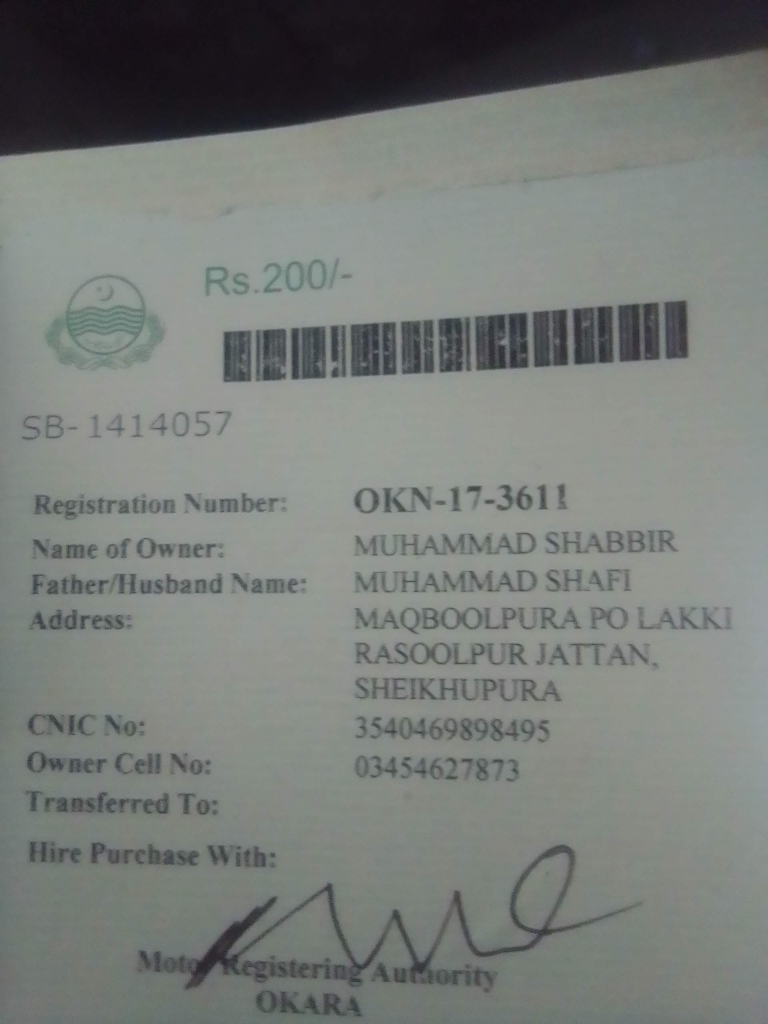 Rs.200/-
SB-1414057
Registration Number: OKN-17-3611
Name of Owner: MUHAMMAD SHABBIR
Father/Husband Name: MUHAMMAD SHAFI
Address: MAQBOOLPURA PO LAKKI
RASOOLPUR JATTAN,
SHEIKHUPURA
CNIC No: 3540469898495
Owner Cell No: 03454627873
Transferred To:
Hire Purchase With:
Motor Registering Authority
OKARA